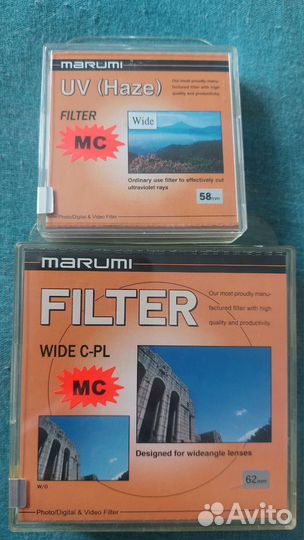 marumi
UV (Haze)
Our most proudly manu-
factured filter with high
quality and productivity.
FILTER
MC
Wide
Ordinary use filter to effectively cut
ultraviolet rays
58mm
Photo/Digital & Video Filter
marumi
FILTER
Our most proudly manu-
factured filter with high
quality and productivity.
WIDE C-PL
MC
Designed for wideangle lenses
W/O
62mm
Photo/Digital & Video Filter
Avito